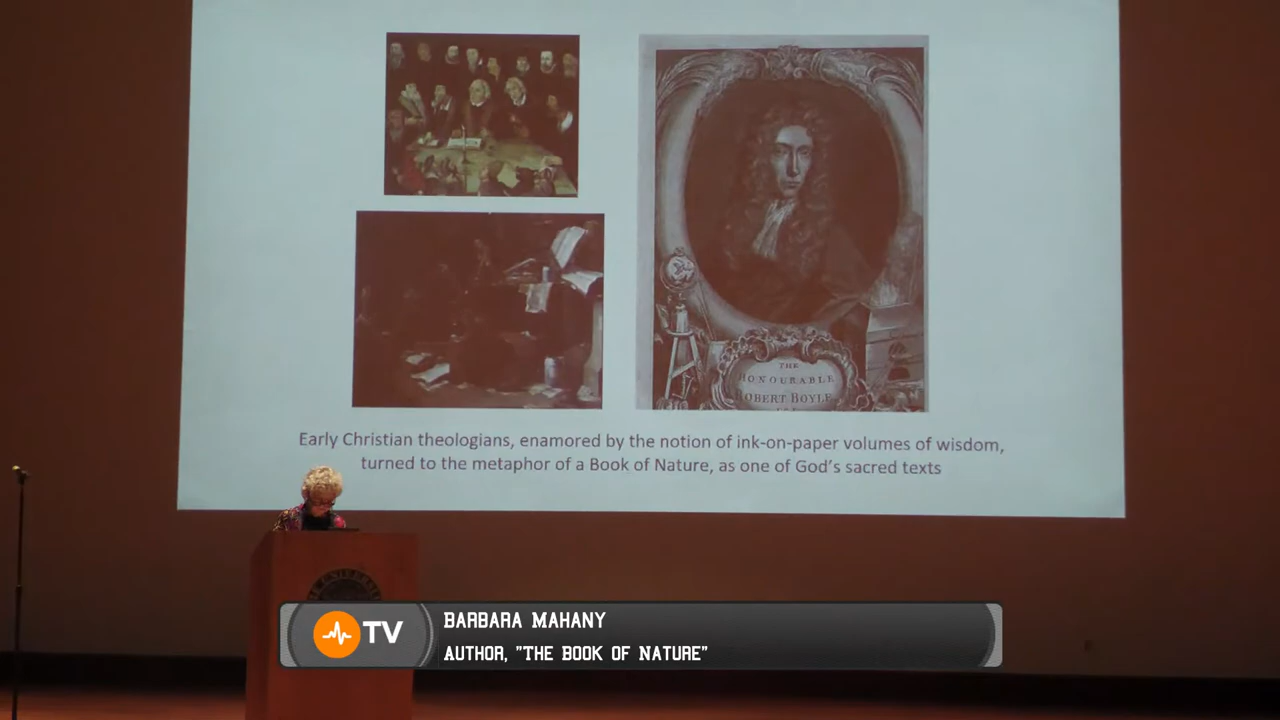 THE
HONOURABLE
ROBERT BOYLE
Early Christian theologians, enamored by the notion of ink-on-paper volumes of wisdom,
turned to the metaphor of a Book of Nature, as one of God's sacred texts
TV
BARBARA MAHANY
AUTHOR, "THE BOOK OF NATURE"